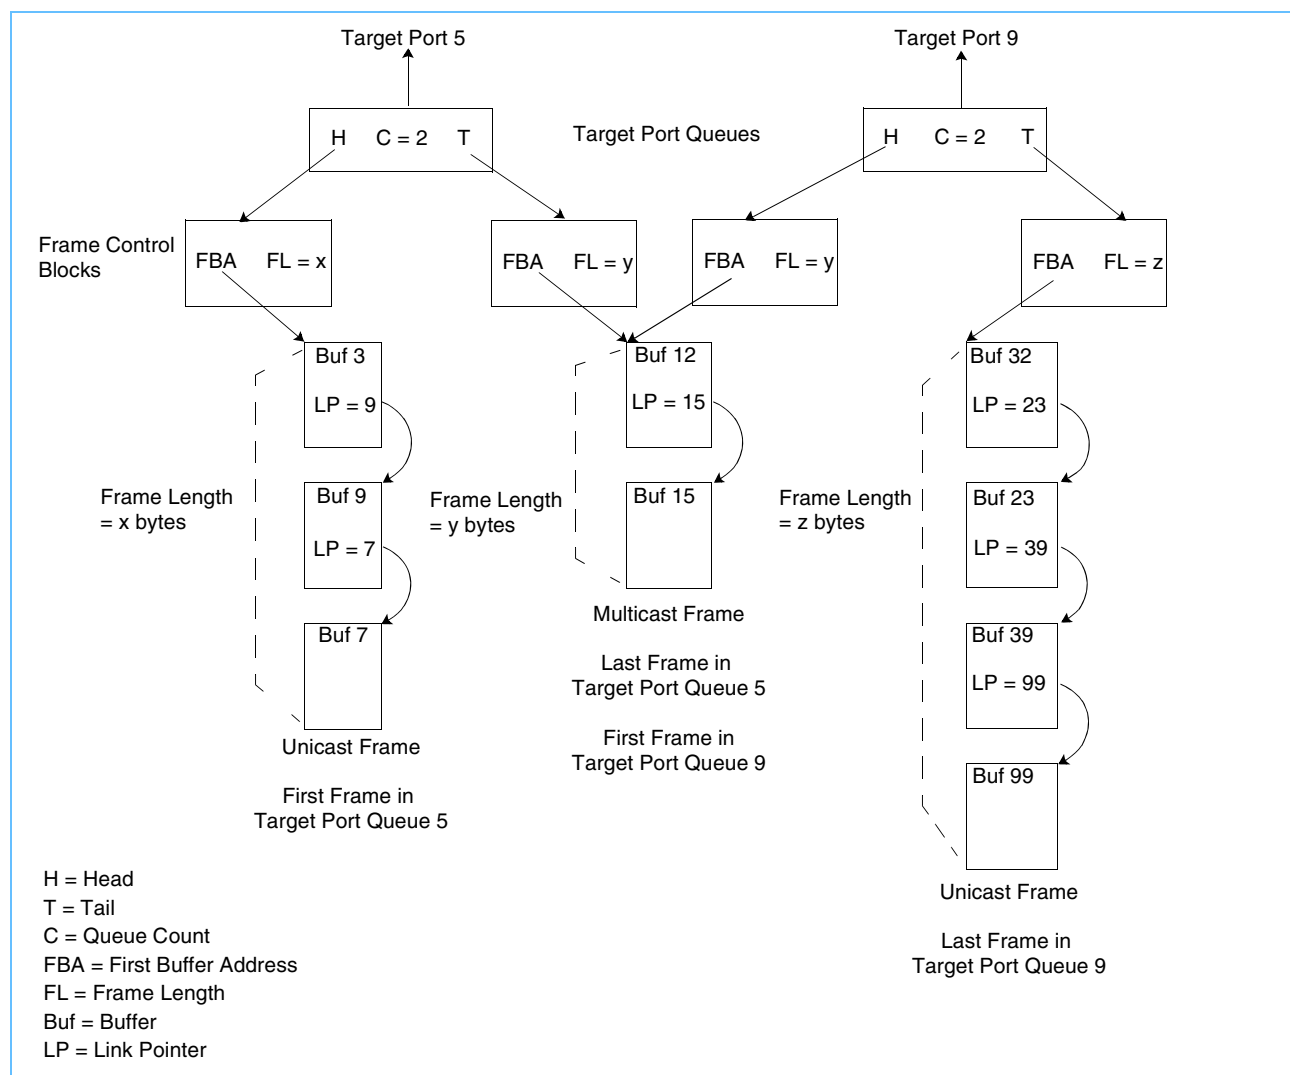 Target Port 5
Target Port 9
H C = 2 T
Target Port Queues
H C = 2 T
Frame Control
Blocks
FBA FL = x
FBA FL = y
FBA FL = y
FBA FL = z
Buf 3
LP = 9
Buf 9
LP = 7
Buf 7
Frame Length
= x bytes
Unicast Frame
First Frame in
Target Port Queue 5
Buf 12
LP = 15
Buf 15
Frame Length
= y bytes
Multicast Frame
Last Frame in
Target Port Queue 5
First Frame in
Target Port Queue 9
Buf 32
LP = 23
Buf 23
LP = 39
Buf 39
LP = 99
Buf 99
Frame Length
= z bytes
Unicast Frame
Last Frame in
Target Port Queue 9
H = Head
T = Tail
C = Queue Count
FBA = First Buffer Address
FL = Frame Length
Buf = Buffer
LP = Link Pointer